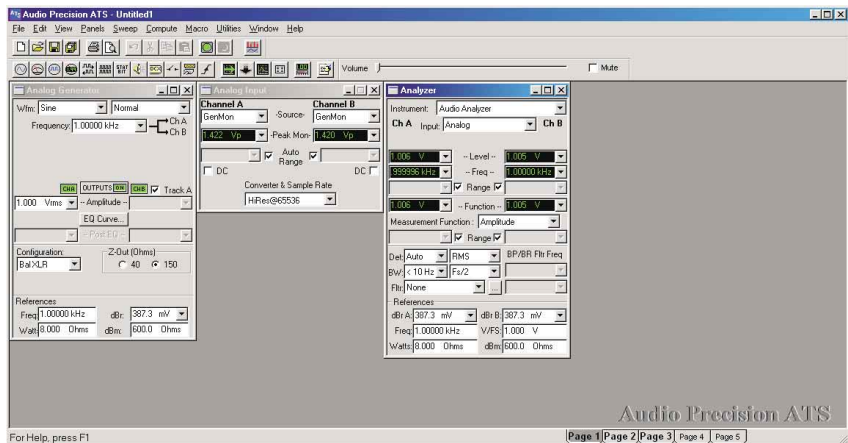 Audio Precision ATS - Untitled1
File Edit View Panels Sweep Compute Macro Utilities Window Help
Volume Mute
Analog Generator
Wfm: Sine Normal
Frequency: 1.00000 kHz Ch A
Ch B
CHA OUTPUTS ON CHB Track A
1.000 Vrms -- Amplitude --
EQ Curve...
-- Post EQ --
Configuration: Z-Out (Ohms)
Bal XLR 40 150
References
Freq: 1.00000 kHz dBr: 387.3 mV
Watt: 8.000 Ohms dBm: 600.0 Ohms
Analog Input
Channel A Channel B
GenMon -Source- GenMon
1.422 Vp -Peak Mon- 1.420 Vp
Auto
Range
DC DC
Converter & Sample Rate
HiRes@65536
Analyzer
Instrument: Audio Analyzer
Ch A Input: Analog Ch B
1.006 V -- Level -- 1.005 V
999996 kHz -- Freq -- 1.00000 kHz
Range
1.006 V -- Function -- 1.005 V
Measurement Function: Amplitude
Range
Det: Auto RMS BP/BR Fltr Freq
BW: < 10 Hz Fs/2
Fltr: None ...
References
dBr A: 387.3 mV dBr B: 387.3 mV
Freq: 1.00000 kHz V/FS: 1.000 V
Watts: 8.000 Ohms dBm: 600.0 Ohms
Audio Precision ATS
For Help, press F1
Page 1 Page 2 Page 3 Page 4 Page 5